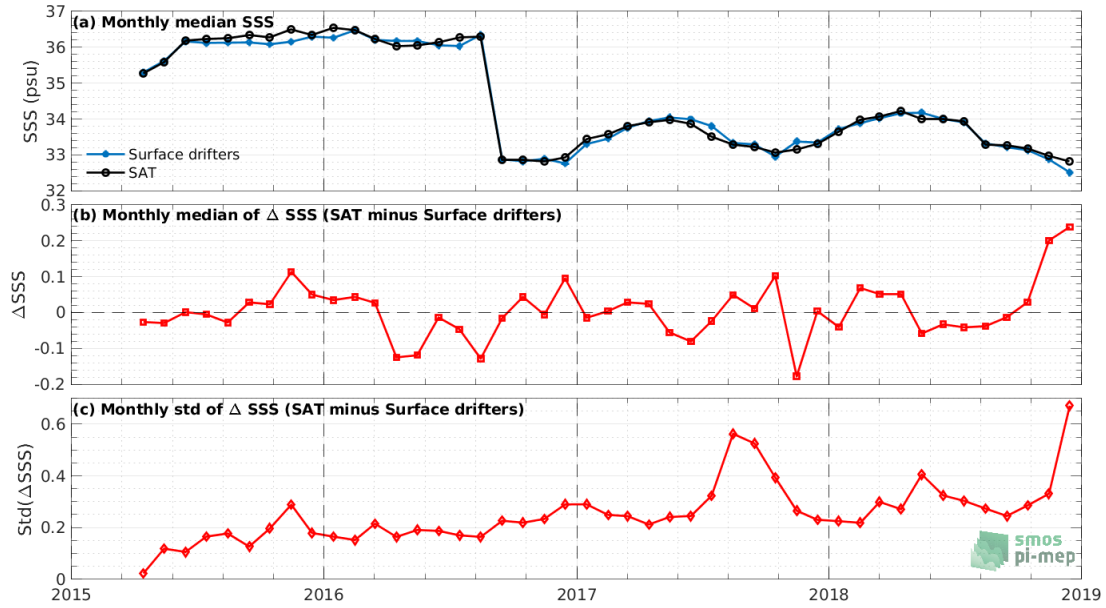 (a) Monthly median SSS
37
36
35
34
33
32
SSS (psu)
Surface drifters
SAT
(b) Monthly median of Δ SSS (SAT minus Surface drifters)
0.3
0.2
0.1
0
-0.1
-0.2
ΔSSS
(c) Monthly std of Δ SSS (SAT minus Surface drifters)
0.6
0.4
0.2
0
Std(ΔSSS)
smos
pi-mep
2015
2016
2017
2018
2019